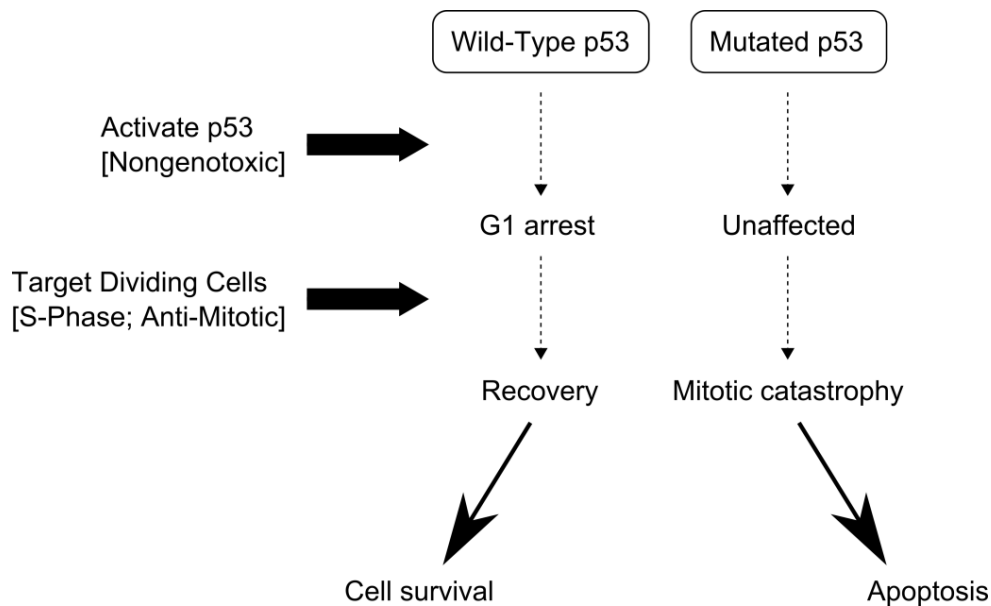 Wild-Type p53
Mutated p53
Activate p53
[Nongenotoxic]
G1 arrest
Unaffected
Target Dividing Cells
[S-Phase; Anti-Mitotic]
Recovery
Mitotic catastrophy
Cell survival
Apoptosis